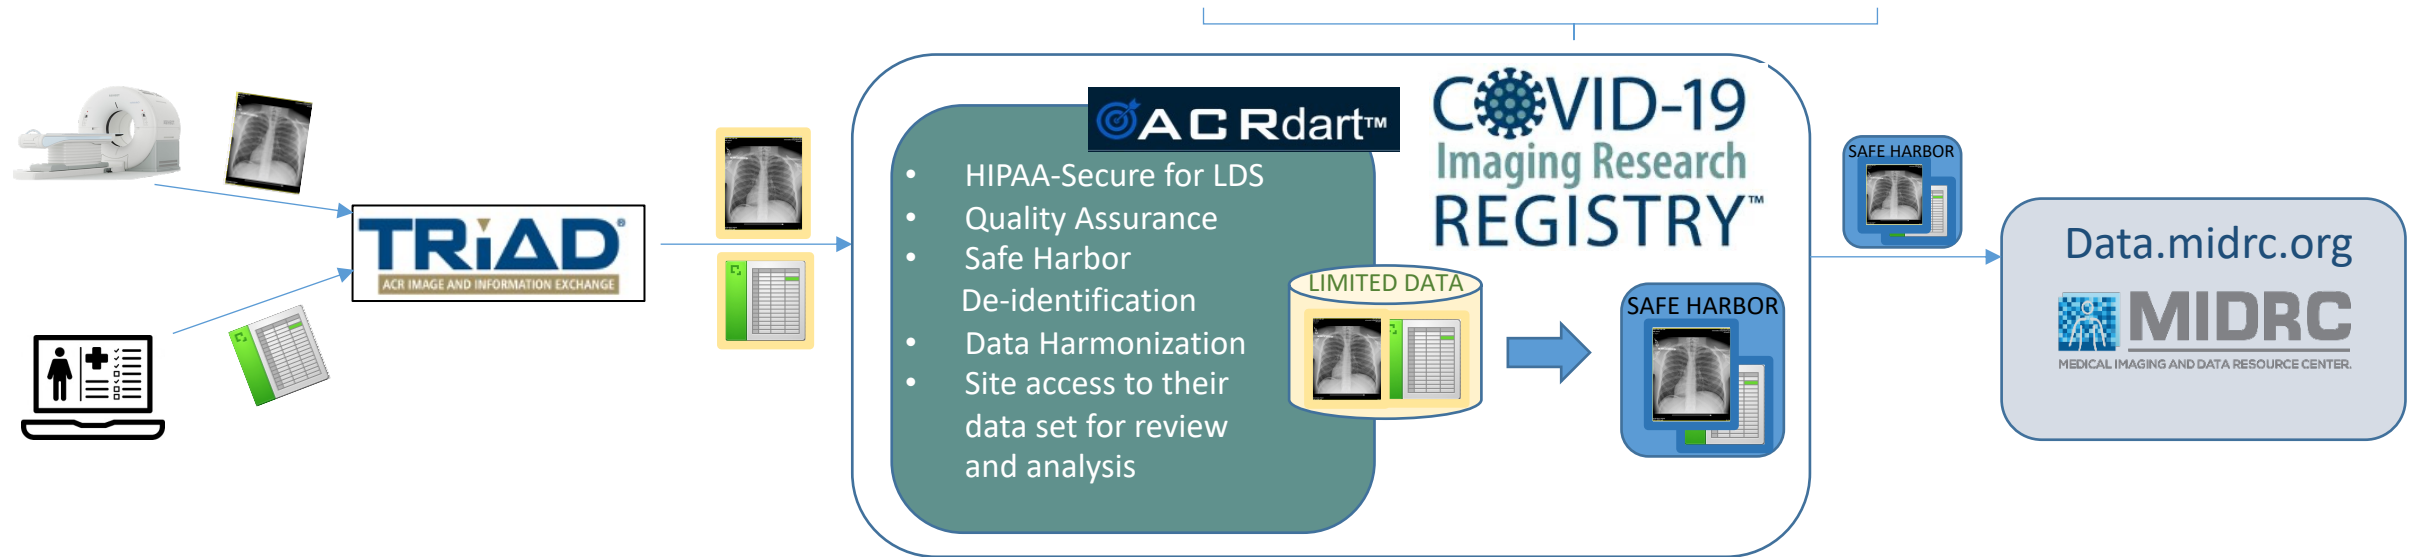 TRiAD®
ACR IMAGE AND INFORMATION EXCHANGE
ACRdart™
• HIPAA-Secure for LDS
• Quality Assurance
• Safe Harbor
De-identification
• Data Harmonization
• Site access to their
data set for review
and analysis
COVID-19
Imaging Research
REGISTRY™
LIMITED DATA
SAFE HARBOR
SAFE HARBOR
Data.midrc.org
MIDRC
MEDICAL IMAGING AND DATA RESOURCE CENTER.